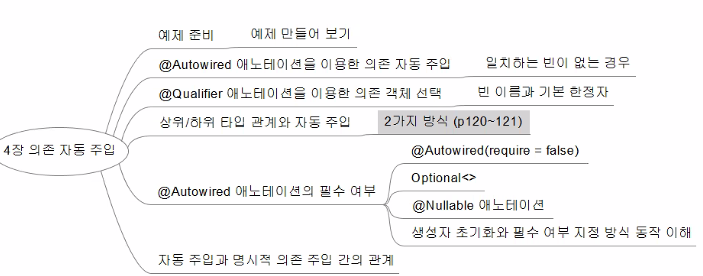 예제 준비
예제 만들어 보기
@Autowired 애노테이션을 이용한 의존 자동 주입
일치하는 빈이 없는 경우
@Qualifier 애노테이션을 이용한 의존 객체 선택
빈 이름과 기본 한정자
상위/하위 타입 관계와 자동 주입
2가지 방식 (p120~121)
4장 의존 자동 주입
@Autowired 애노테이션의 필수 여부
@Autowired(require = false)
Optional<>
@Nullable 애노테이션
생성자 초기화와 필수 여부 지정 방식 동작 이해
자동 주입과 명시적 의존 주입 간의 관계